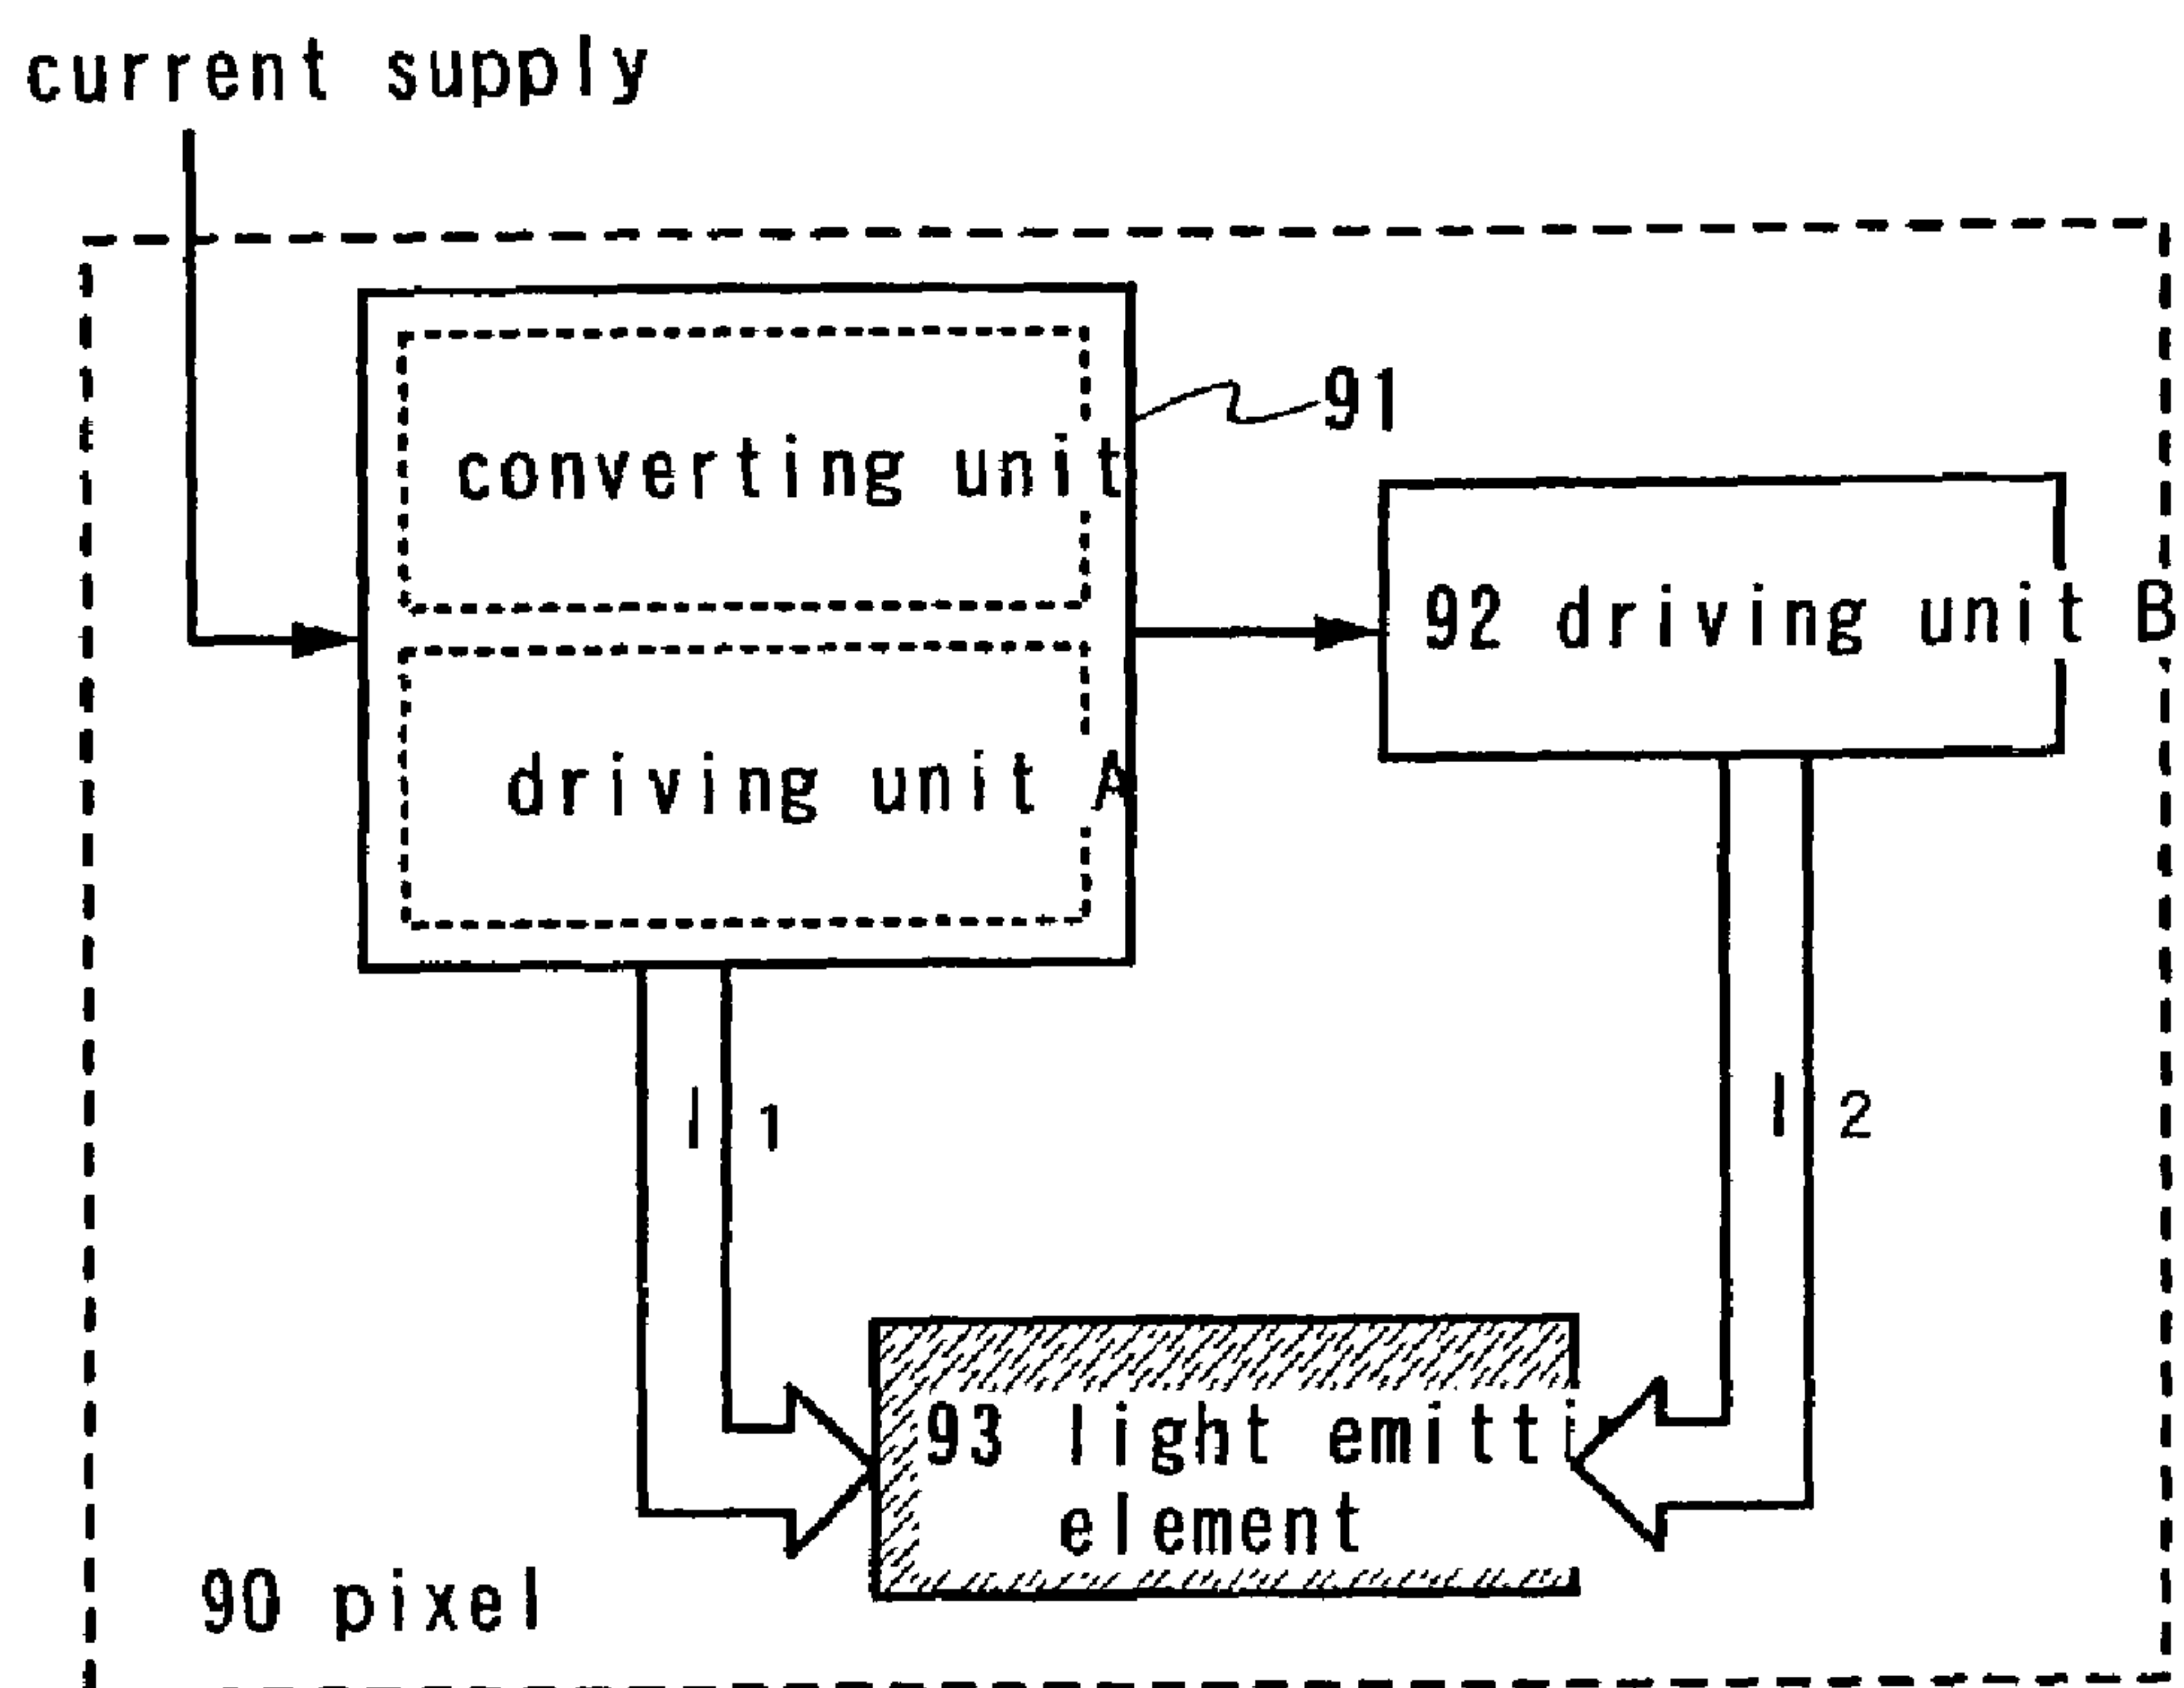 current supply
converting unit
91
92 driving unit B
driving unit A
I 1
I 2
93 light emitti
element
90 pixel